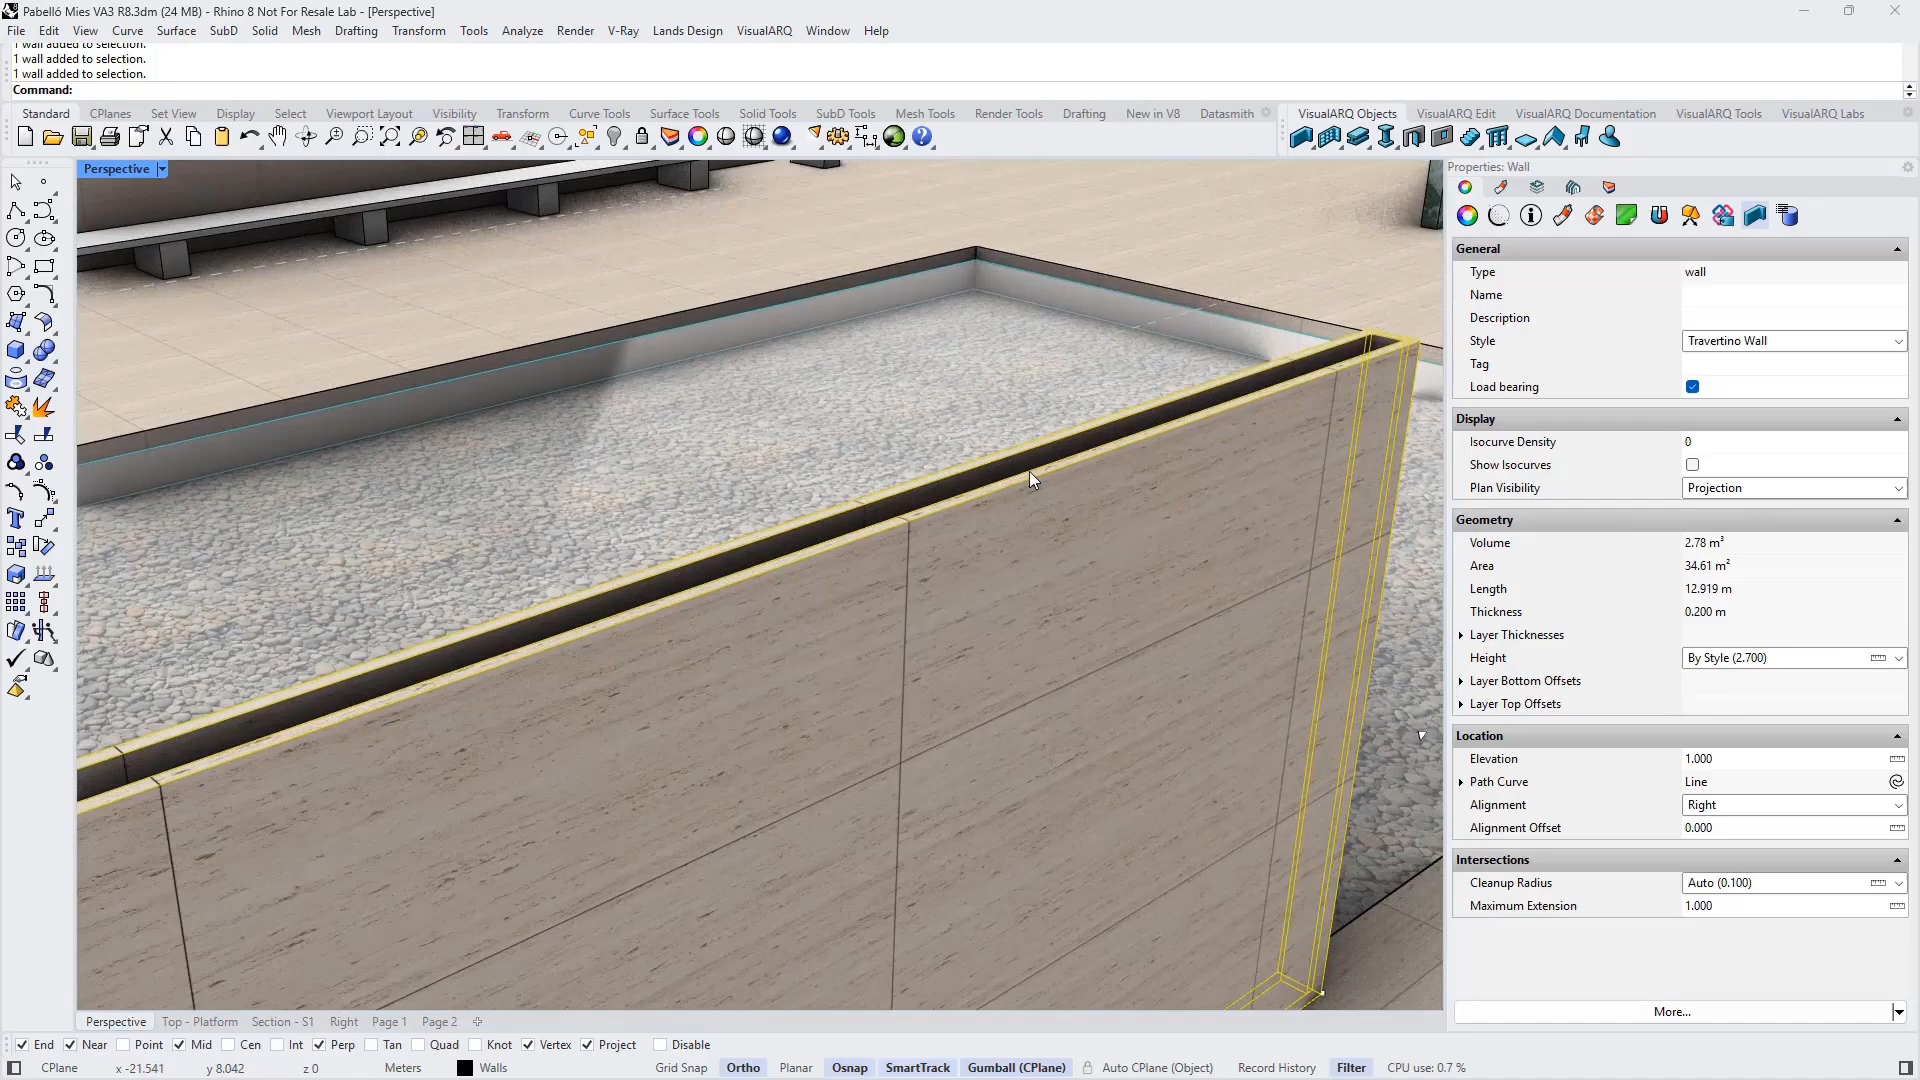 Pabelló Mies VA3 R8.3dm (24 MB) - Rhino 8 Not For Resale Lab - [Perspective]
File Edit View Curve Surface SubD Solid Mesh Drafting Transform Tools Analyze Render V-Ray Lands Design VisualARQ Window Help
1 wall added to selection.
1 wall added to selection.
1 wall added to selection.
Command:
Standard CPlanes Set View Display Select Viewport Layout Visibility Transform Curve Tools Surface Tools Solid Tools SubD Tools Mesh Tools Render Tools Drafting New in V8 Datasmith VisualARQ Objects VisualARQ Edit VisualARQ Documentation VisualARQ Tools VisualARQ Labs
Perspective
Properties: Wall
General
Type wall
Name
Description
Style Travertino Wall
Tag
Load bearing
Display
Isocurve Density 0
Show Isocurves
Plan Visibility Projection
Geometry
Volume 2.78 m³
Area 34.61 m²
Length 12.919 m
Thickness 0.200 m
Layer Thicknesses
Height By Style (2.700)
Layer Bottom Offsets
Layer Top Offsets
Location
Elevation 1.000
Path Curve Line
Alignment Right
Alignment Offset 0.000
Intersections
Cleanup Radius Auto (0.100)
Maximum Extension 1.000
More...
Perspective Top - Platform Section - S1 Right Page 1 Page 2
End Near Point Mid Cen Int Perp Tan Quad Knot Vertex Project Disable
CPlane x -21.541 y 8.042 z 0 Meters Walls Grid Snap Ortho Planar Osnap SmartTrack Gumball (CPlane) Auto CPlane (Object) Record History Filter CPU use: 0.7 %